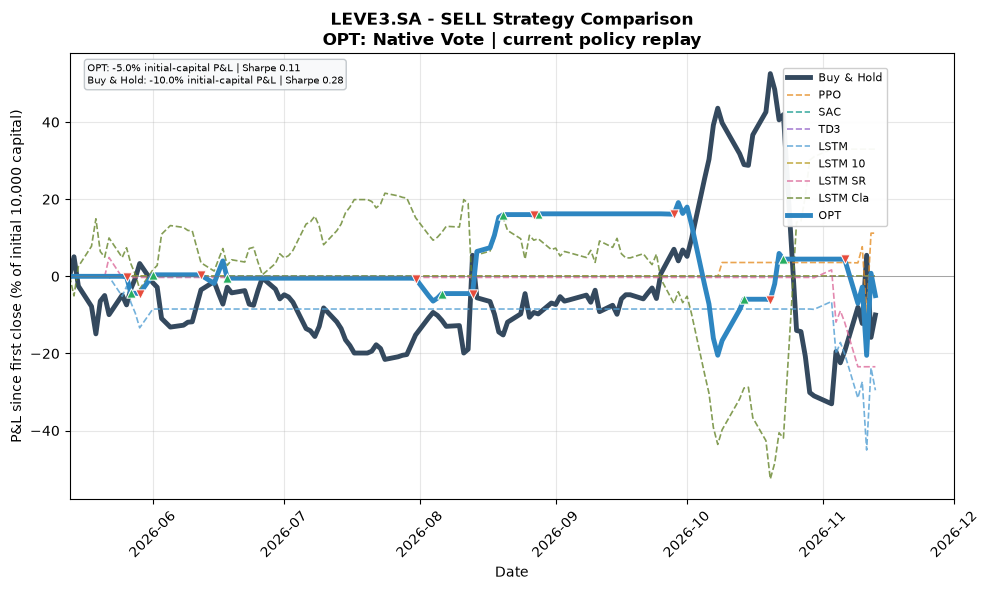 LEVE3.SA - SELL Strategy Comparison
OPT: Native Vote | current policy replay
OPT: -5.0% initial-capital P&L | Sharpe 0.11
Buy & Hold: -10.0% initial-capital P&L | Sharpe 0.28
Buy & Hold
PPO
SAC
TD3
LSTM
LSTM 10
LSTM SR
LSTM Cla
OPT
P&L since first close (% of initial 10,000 capital)
40
20
0
−20
−40
2026-06
2026-07
2026-08
2026-09
2026-10
2026-11
2026-12
Date